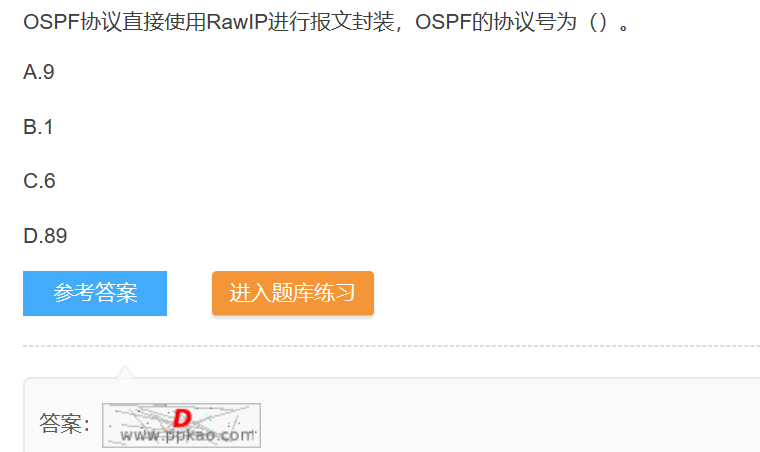 OSPF协议直接使用RawIP进行报文封装，OSPF的协议号为（）。
A.9
B.1
C.6
D.89
参考答案 进入题库练习
答案： D
www.ppkao.com